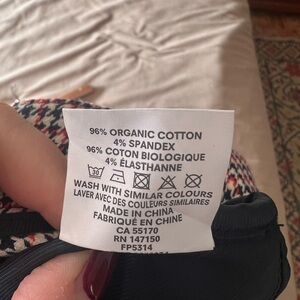 96% ORGANIC COTTON
4% SPANDEX
96% COTON BIOLOGIQUE
4% ÉLASTHANNE
30
WASH WITH SIMILAR COLOURS
LAVER AVEC DES COULEURS SIMILAIRES
MADE IN CHINA
FABRIQUÉ EN CHINE
CA 55170
RN 147150
FP5314